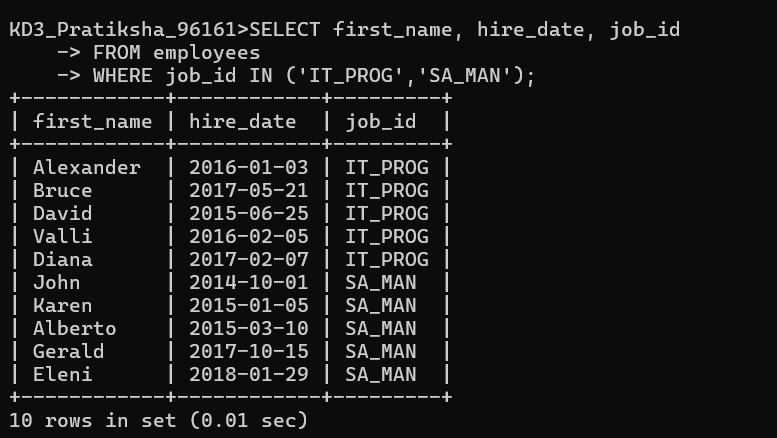 KD3_Pratiksha_96161>SELECT first_name, hire_date, job_id
    -> FROM employees
    -> WHERE job_id IN ('IT_PROG','SA_MAN');
+------------+------------+---------+
| first_name | hire_date  | job_id  |
+------------+------------+---------+
| Alexander  | 2016-01-03 | IT_PROG |
| Bruce      | 2017-05-21 | IT_PROG |
| David      | 2015-06-25 | IT_PROG |
| Valli      | 2016-02-05 | IT_PROG |
| Diana      | 2017-02-07 | IT_PROG |
| John       | 2014-10-01 | SA_MAN  |
| Karen      | 2015-01-05 | SA_MAN  |
| Alberto    | 2015-03-10 | SA_MAN  |
| Gerald     | 2017-10-15 | SA_MAN  |
| Eleni      | 2018-01-29 | SA_MAN  |
+------------+------------+---------+
10 rows in set (0.01 sec)